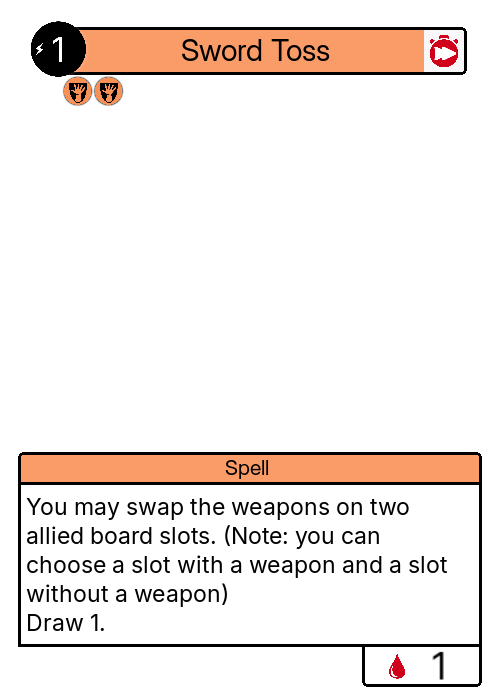 1
Sword Toss
Spell
You may swap the weapons on two
allied board slots. (Note: you can
choose a slot with a weapon and a slot
without a weapon)
Draw 1.
1